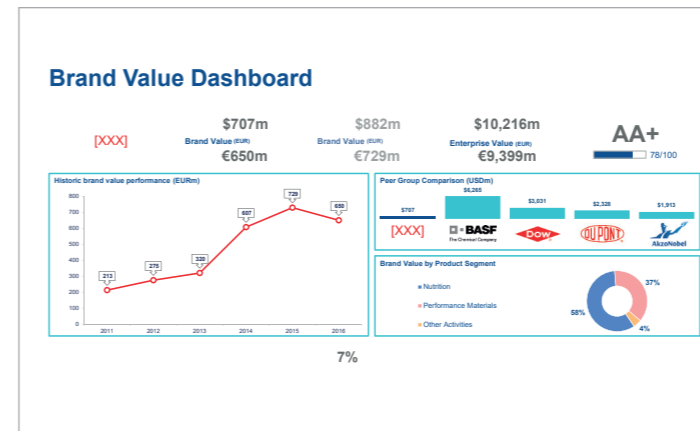 Brand Value Dashboard
[XXX]
$707m
Brand Value (EUR)
€650m
$882m
Brand Value (EUR)
€729m
$10,216m
Enterprise Value (EUR)
€9,399m
AA+
78/100
Historic brand value performance (EURm)
800
700
600
500
400
300
200
100
0
213
275
320
607
729
650
2011
2012
2013
2014
2015
2016
Peer Group Comparison (USDm)
$707
$6,265
$3,031
$2,328
$1,913
[XXX]
BASF
The Chemical Company
Dow
DUPONT
AkzoNobel
Brand Value by Product Segment
Nutrition
Performance Materials
Other Activities
37%
58%
4%
7%